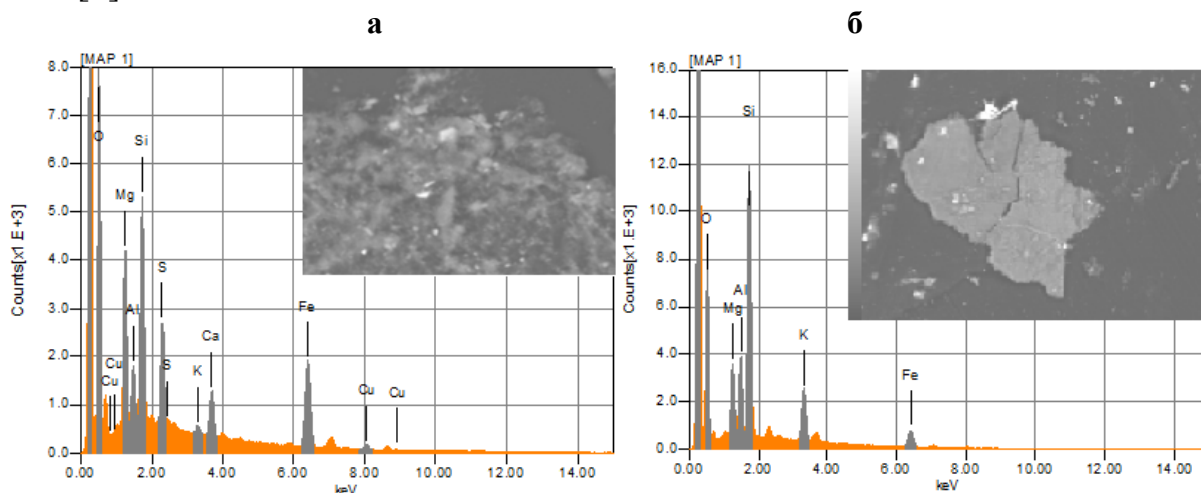 а
[MAP 1]
8.0
7.0
6.0
5.0
4.0
3.0
2.0
1.0
0.0
Counts[x1.E+3]
O
Cu
Cu
Mg
Al
Si
S
S
K
Ca
Fe
Cu
Cu
0.00 2.00 4.00 6.00 8.00 10.00 12.00 14.00
keV
б
[MAP 1]
16.0
14.0
12.0
10.0
8.0
6.0
4.0
2.0
0.0
Counts[x1.E+3]
O
Mg
Al
Si
K
Fe
0.00 2.00 4.00 6.00 8.00 10.00 12.00 14.00
keV